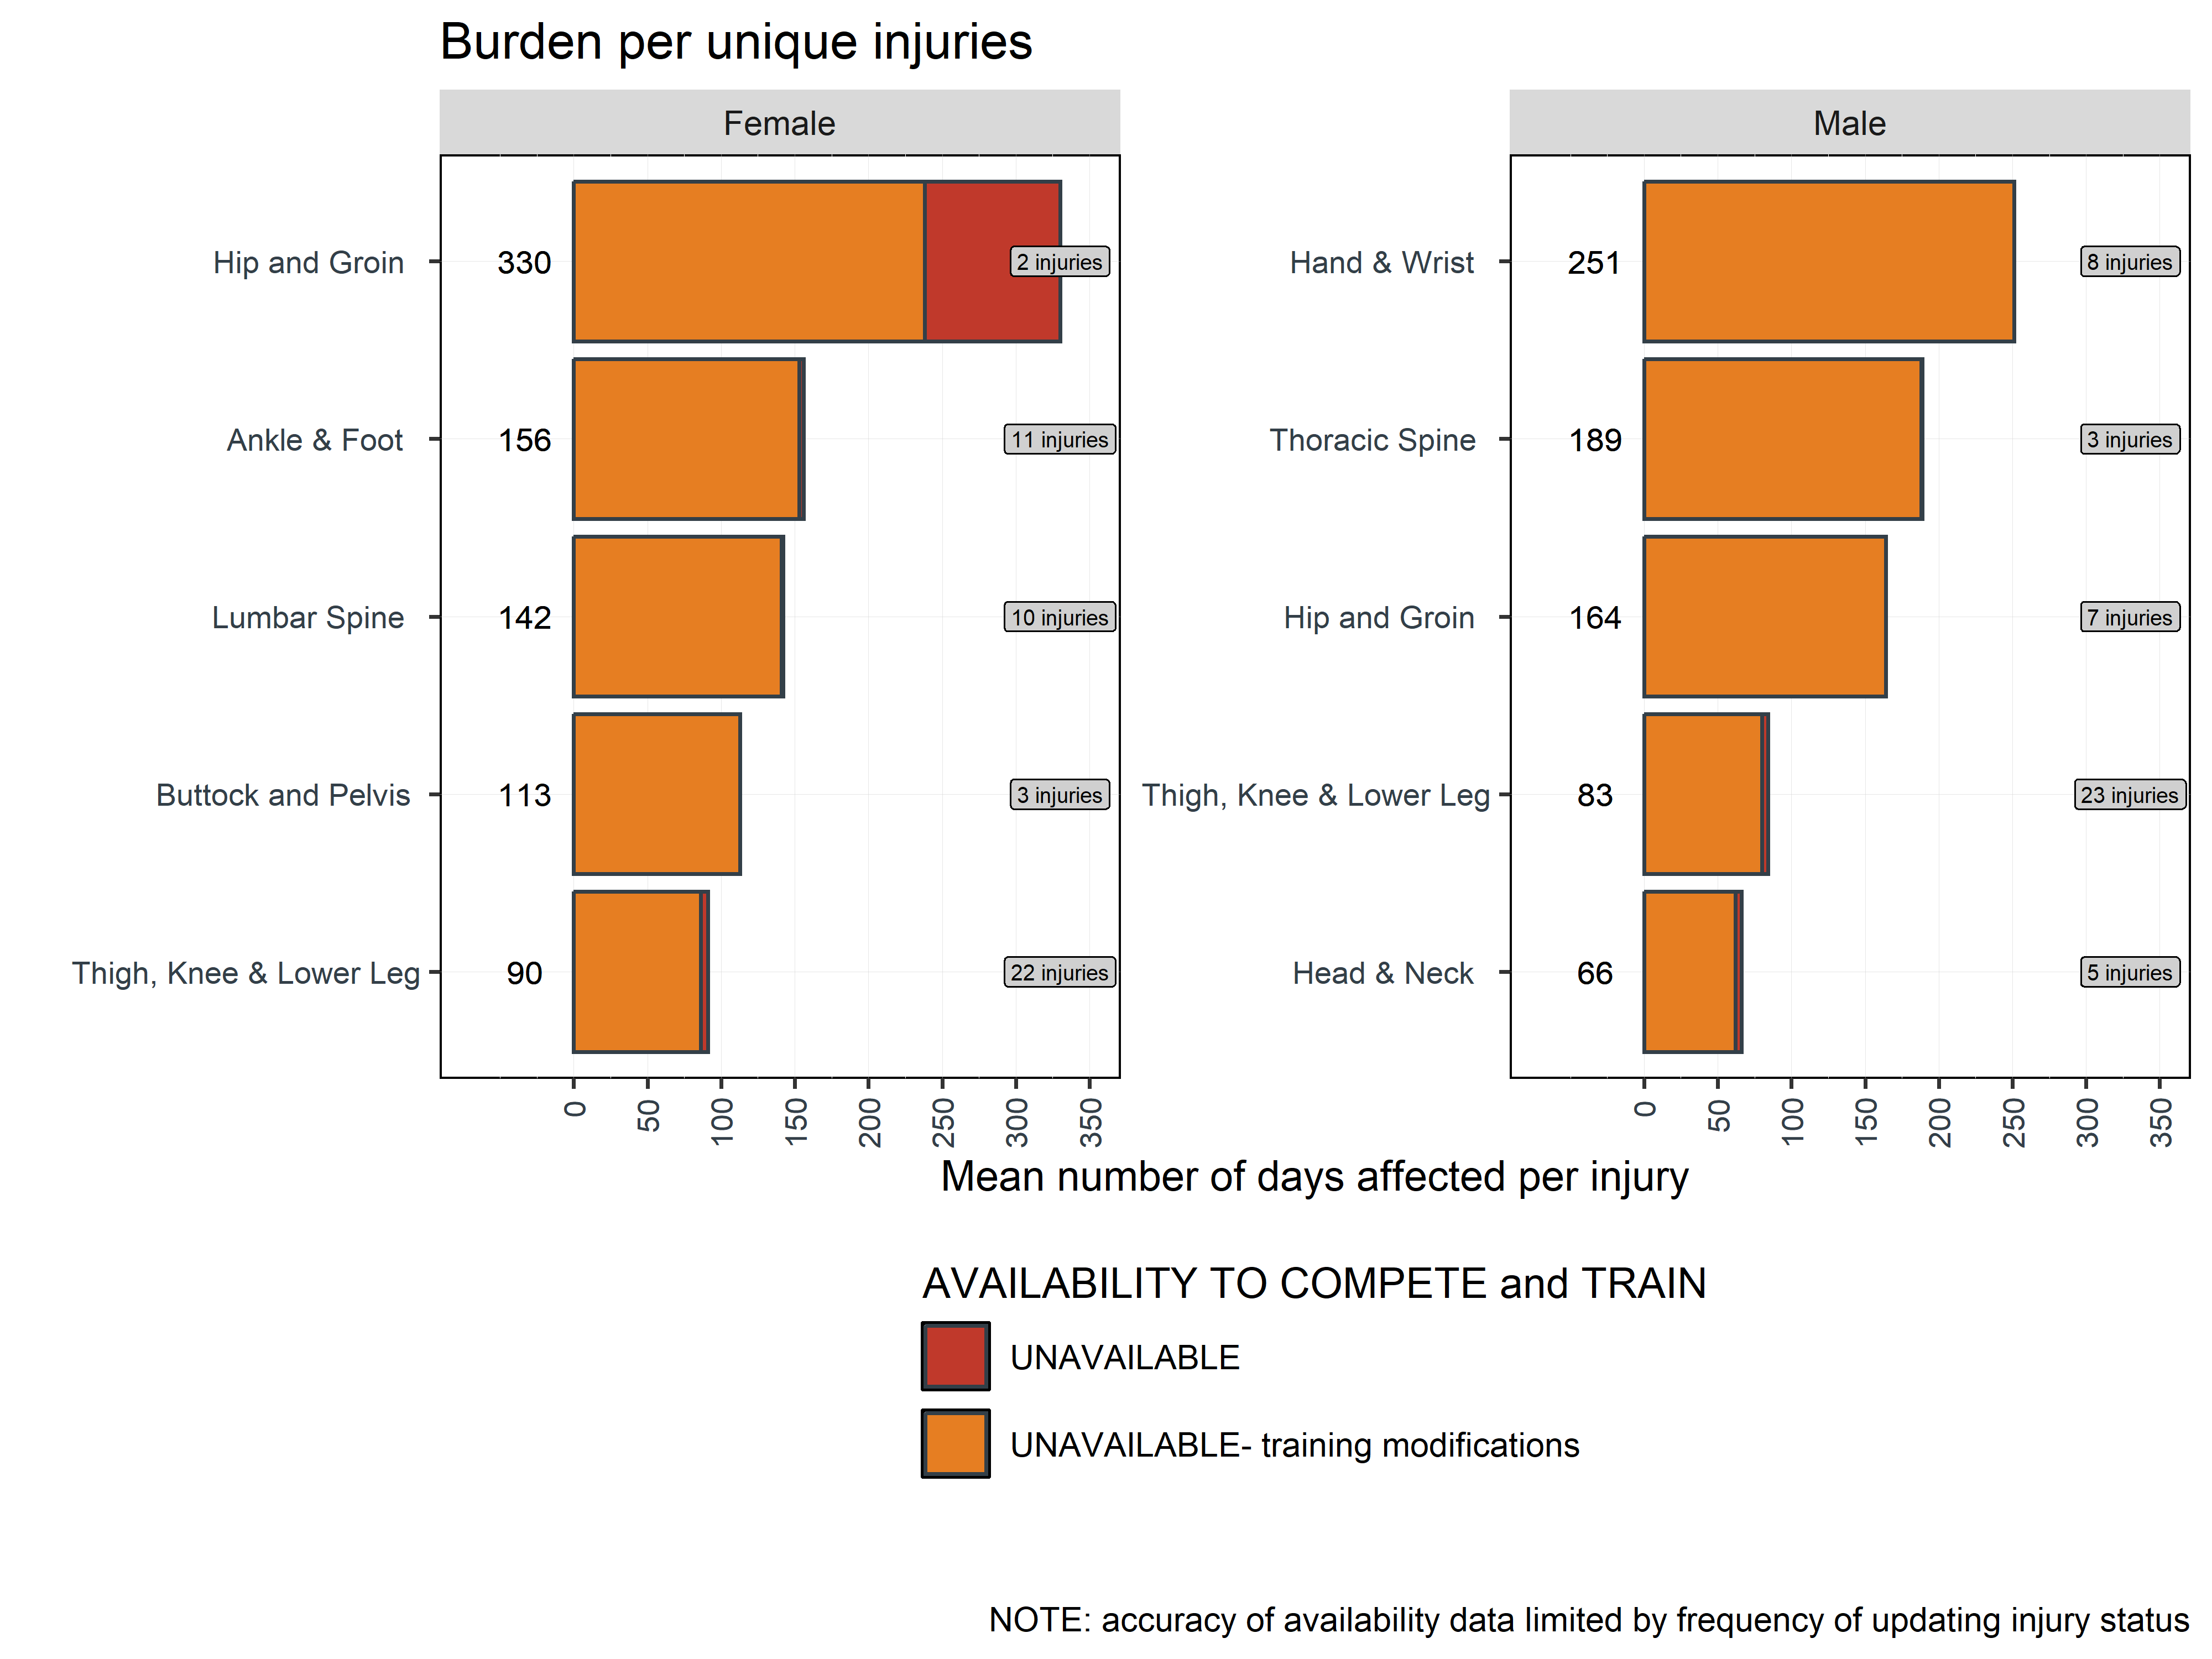 Burden per unique injuries
Female
Hip and Groin 330 2 injuries
Ankle & Foot 156 11 injuries
Lumbar Spine 142 10 injuries
Buttock and Pelvis 113 3 injuries
Thigh, Knee & Lower Leg 90 22 injuries
0 50 100 150 200 250 300 350
Male
Hand & Wrist 251 8 injuries
Thoracic Spine 189 3 injuries
Hip and Groin 164 7 injuries
Thigh, Knee & Lower Leg 83 23 injuries
Head & Neck 66 5 injuries
0 50 100 150 200 250 300 350
Mean number of days affected per injury
AVAILABILITY TO COMPETE and TRAIN
UNAVAILABLE
UNAVAILABLE- training modifications
NOTE: accuracy of availability data limited by frequency of updating injury status